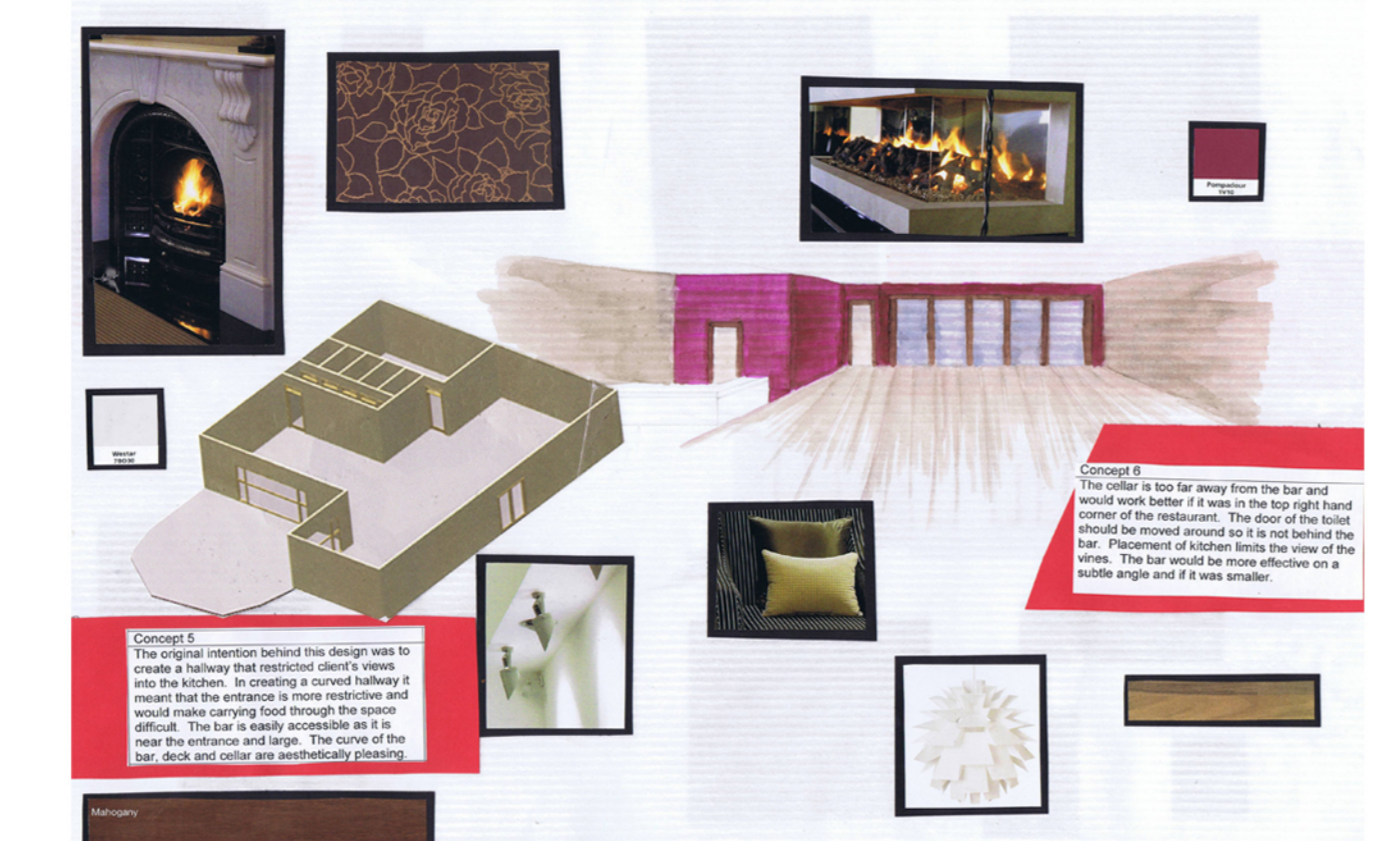 Pompadour
1V10
Westar
79030
Concept 6
The cellar is too far away from the bar and
would work better if it was in the top right hand
corner of the restaurant. The door of the toilet
should be moved around so it is not behind the
bar. Placement of kitchen limits the view of the
vines. The bar would be more effective on a
subtle angle and if it was smaller.
Concept 5
The original intention behind this design was to
create a hallway that restricted client's views
into the kitchen. In creating a curved hallway it
meant that the entrance is more restrictive and
would make carrying food through the space
difficult. The bar is easily accessible as it is
near the entrance and large. The curve of the
bar, deck and cellar are aesthetically pleasing.
Mahogany